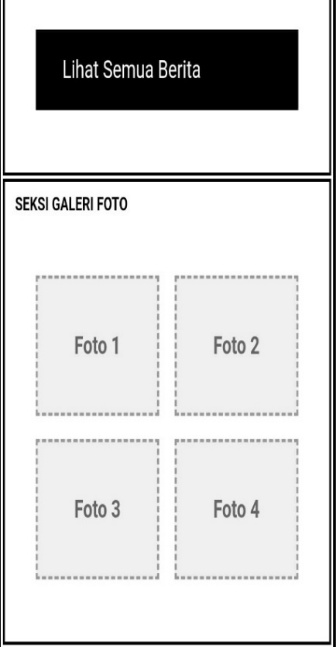 Lihat Semua Berita
SEKSI GALERI FOTO
Foto 1
Foto 2
Foto 3
Foto 4